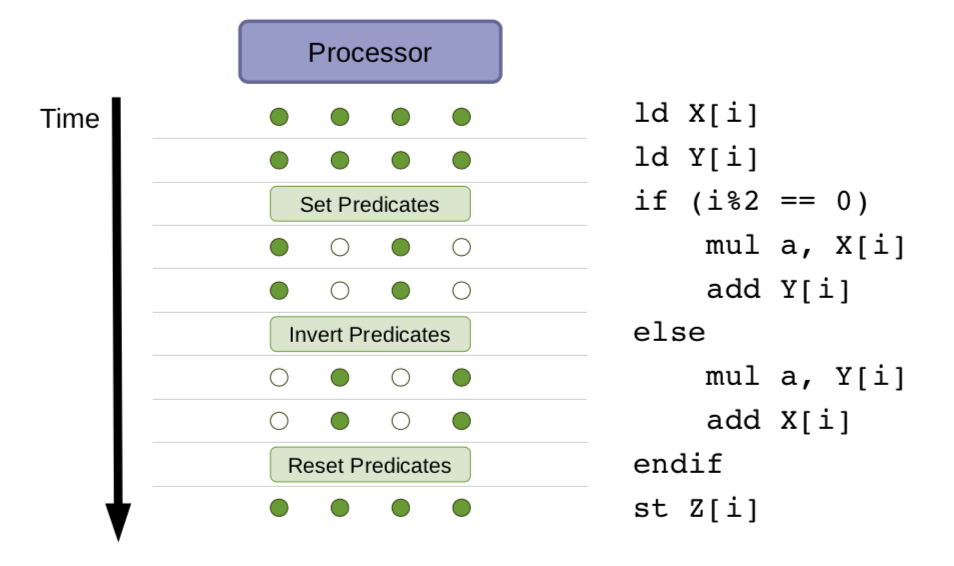 Processor
Time
ld X[i]
ld Y[i]
Set Predicates
if (i%2 == 0)
mul a, X[i]
add Y[i]
Invert Predicates
else
mul a, Y[i]
add X[i]
Reset Predicates
endif
st Z[i]